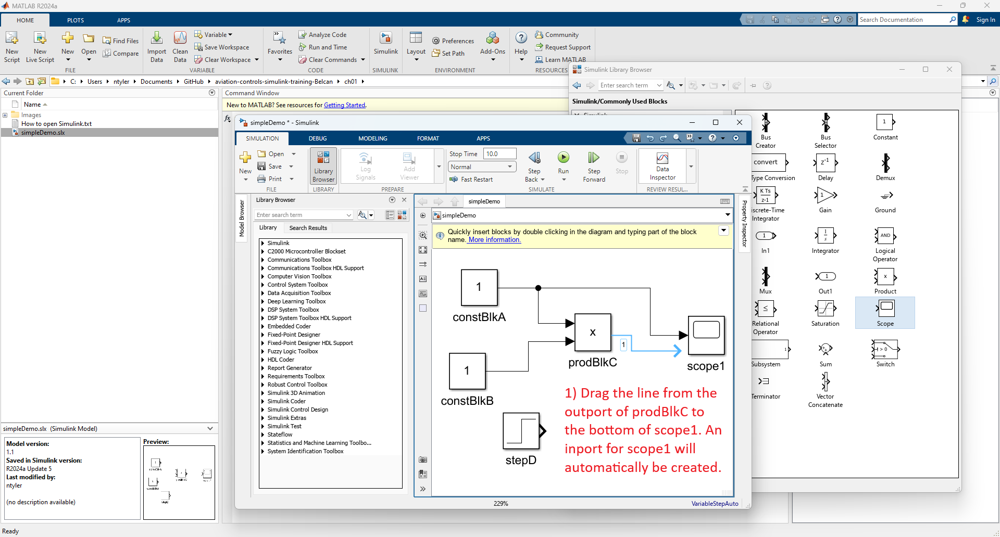 MATLAB R2024a
HOME
PLOTS
APPS
Search Documentation
Sign In
New Script
New Live Script
New
Open
Find Files
Compare
Import Data
Clean Data
Variable
Save Workspace
Clear Workspace
Favorites
Analyze Code
Run and Time
Clear Commands
Simulink
Layout
Preferences
Set Path
Add-Ons
Help
Community
Request Support
Learn MATLAB
FILE
VARIABLE
CODE
SIMULINK
ENVIRONMENT
RESOURCES
C:
Users
ntyler
Documents
GitHub
aviation-controls-simulink-training-Belcan
ch01
Current Folder
Name
Images
How to open Simulink.txt
simpleDemo.slx
Command Window
New to MATLAB? See resources for Getting Started.
fx
simpleDemo.slx (Simulink Model)
Model version:
1.1
Saved in Simulink version:
R2024a Update 5
Last modified by:
ntyler
(no description available)
Preview:
Ready
simpleDemo * - Simulink
SIMULATION
DEBUG
MODELING
FORMAT
APPS
New
Open
Save
Print
FILE
Library Browser
LIBRARY
Log Signals
Add Viewer
PREPARE
Stop Time
10.0
Normal
Fast Restart
Step Back
Run
Step Forward
Stop
SIMULATE
Data Inspector
REVIEW RESUL...
Model Browser
Library Browser
Enter search term
Library
Search Results
Simulink
C2000 Microcontroller Blockset
Communications Toolbox
Communications Toolbox HDL Support
Computer Vision Toolbox
Control System Toolbox
Data Acquisition Toolbox
Deep Learning Toolbox
DSP System Toolbox
DSP System Toolbox HDL Support
Embedded Coder
Fixed-Point Designer
Fixed-Point Designer HDL Support
Fuzzy Logic Toolbox
HDL Coder
Report Generator
Requirements Toolbox
Robust Control Toolbox
Simulink 3D Animation
Simulink Coder
Simulink Control Design
Simulink Extras
Simulink Test
Stateflow
Statistics and Machine Learning Toolbo...
System Identification Toolbox
simpleDemo
simpleDemo
Property Inspector
Quickly insert blocks by double clicking in the diagram and typing part of the block
name. More information.
1
constBlkA
x
prodBlkC
1
scope1
1
constBlkB
stepD
1) Drag the line from the
outport of prodBlkC to
the bottom of scope1. An
inport for scope1 will
automatically be created.
229%
VariableStepAuto
Simulink Library Browser
Enter search term
Simulink/Commonly Used Blocks
Bus Creator
Bus Selector
1
Constant
convert
Type Conversion
z-1
Delay
Demux
K Ts
z-1
iscrete-Time
Integrator
1
Gain
Ground
1
In1
1
s
Integrator
AND
Logical
Operator
Mux
1
Out1
x
Product
≤
Relational
Operator
Saturation
Scope
1
Subsystem
Sum
> 0
Switch
Terminator
Vector
Concatenate